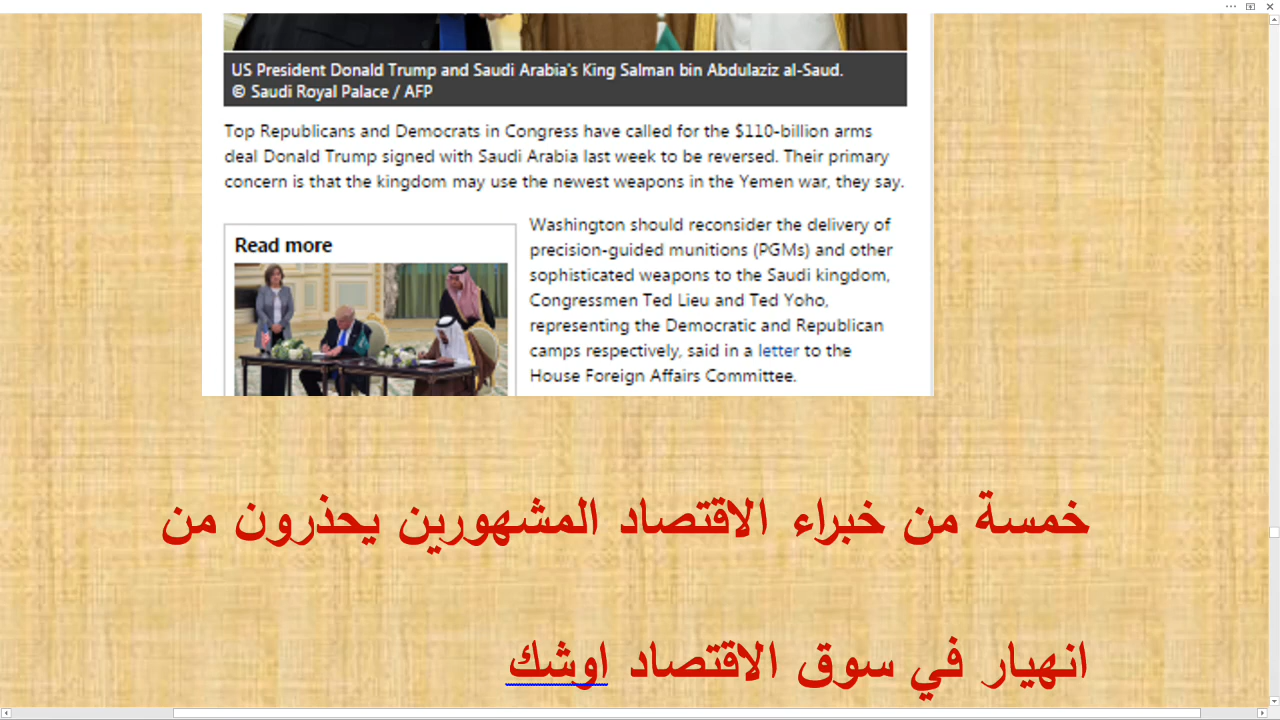 US President Donald Trump and Saudi Arabia's King Salman bin Abdulaziz al-Saud.
© Saudi Royal Palace / AFP
Top Republicans and Democrats in Congress have called for the $110-billion arms
deal Donald Trump signed with Saudi Arabia last week to be reversed. Their primary
concern is that the kingdom may use the newest weapons in the Yemen war, they say.
Read more
Washington should reconsider the delivery of
precision-guided munitions (PGMs) and other
sophisticated weapons to the Saudi kingdom,
Congressmen Ted Lieu and Ted Yoho,
representing the Democratic and Republican
camps respectively, said in a letter to the
House Foreign Affairs Committee.
خمسة من خبراء الاقتصاد المشهورين يحذرون من
انهيار في سوق الاقتصاد اوشك